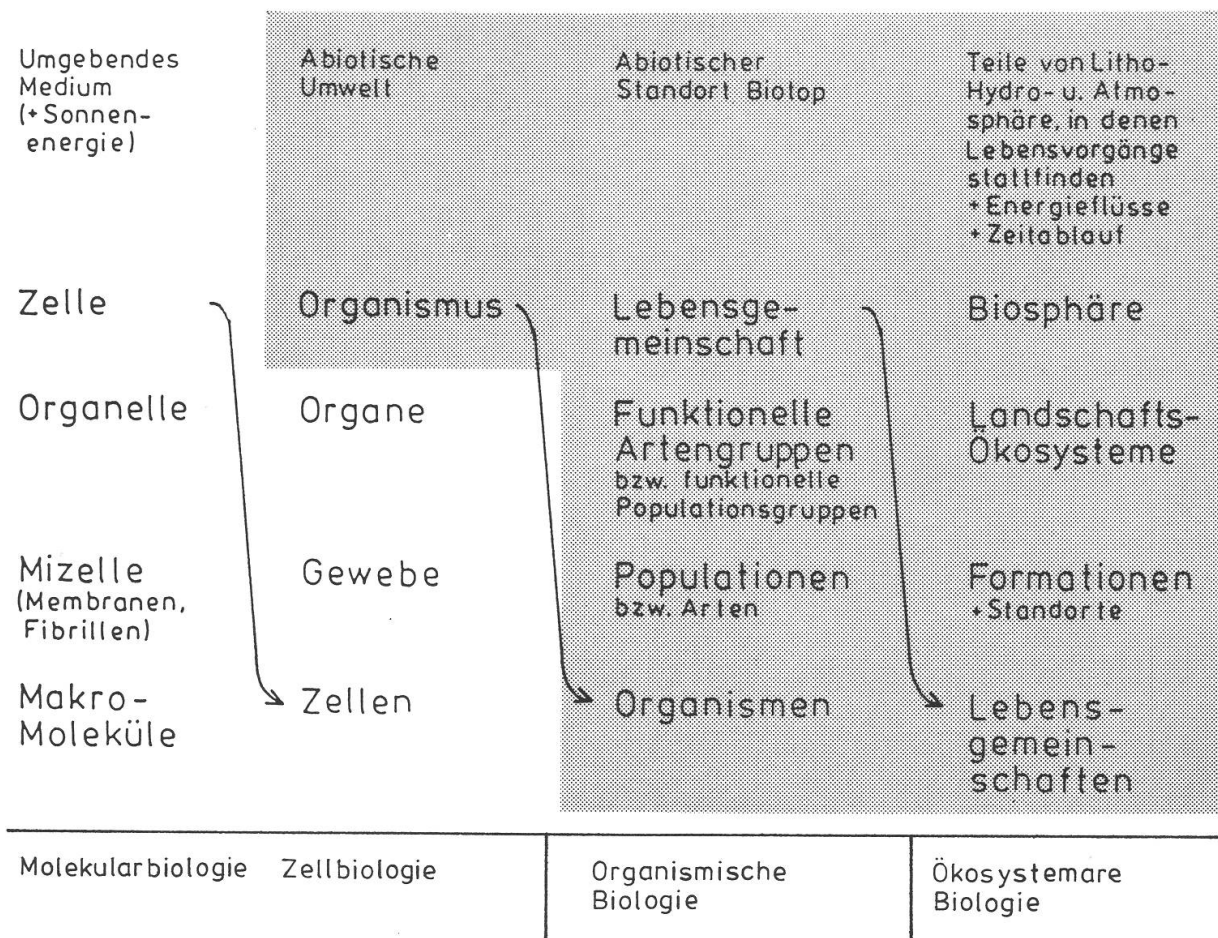 Umgebendes
Medium
(+Sonnen-
energie)
Abiotische
Umwelt
Abiotischer
Standort Biotop
Teile von Litho-
Hydro- u. Atmo-
sphäre, in denen
Lebensvorgänge
stattfinden
+Energieflüsse
+Zeitablauf
Zelle
Organismus
Lebensge-
meinschaft
Biosphäre
Organelle
Organe
Funktionelle
Artengruppen
bzw. funktionelle
Populationsgruppen
Landschafts-
Ökosysteme
Mizelle
(Membranen,
Fibrillen)
Gewebe
Populationen
bzw. Arten
Formationen
+Standorte
Makro-
Moleküle
Zellen
Organismen
Lebens-
gemein-
schaften
Molekularbiologie
Zellbiologie
Organismische
Biologie
Ökosystemare
Biologie